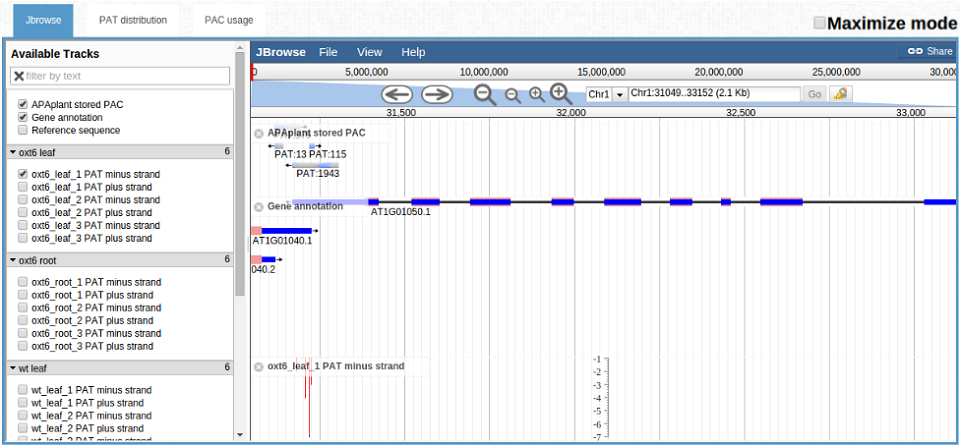 Jbrowse PAT distribution PAC usage
Maximize mode
Available Tracks
filter by text
APAplant stored PAC
Gene annotation
Reference sequence
oxt6 leaf 6
oxt6_leaf_1 PAT minus strand
oxt6_leaf_1 PAT plus strand
oxt6_leaf_2 PAT minus strand
oxt6_leaf_2 PAT plus strand
oxt6_leaf_3 PAT minus strand
oxt6_leaf_3 PAT plus strand
oxt6 root 6
oxt6_root_1 PAT minus strand
oxt6_root_1 PAT plus strand
oxt6_root_2 PAT minus strand
oxt6_root_2 PAT plus strand
oxt6_root_3 PAT minus strand
oxt6_root_3 PAT plus strand
wt leaf 6
wt_leaf_1 PAT minus strand
wt_leaf_1 PAT plus strand
wt_leaf_2 PAT minus strand
wt_leaf_2 PAT plus strand
wt_leaf_3 PAT minus strand
JBrowse File View Help Share
0 5,000,000 10,000,000 15,000,000 20,000,000 25,000,000 30,000
Chr1 Chr1:31049..33152 (2.1 Kb) Go
31,500 32,000 32,500 33,000
APAplant stored PAC
PAT:13 PAT:115
PAT:1943
Gene annotation
AT1G01050.1
AT1G01040.1
040.2
oxt6_leaf_1 PAT minus strand
-1
-2
-3
-4
-5
-6
-7